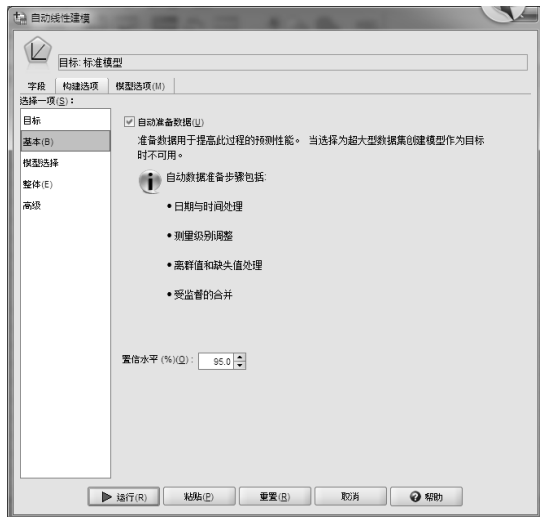 自动线性建模
目标: 标准模型
字段 构建选项 模型选项(M)
选择一项(S):
目标
基本(B)
模型选择
整体(E)
高级
自动准备数据(U)
准备数据用于提高此过程的预测性能。 当选择为超大型数据集创建模型作为目标
时不可用。
自动数据准备步骤包括:
•日期与时间处理
•测量级别调整
•离群值和缺失值处理
•受监督的合并
置信水平 (%)(O): 95.0
运行(R) 粘贴(P) 重置(R) 取消 帮助